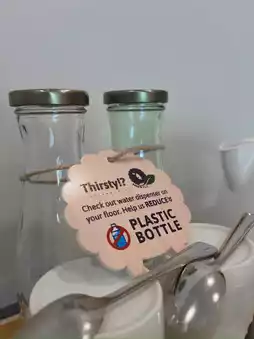 Thirsty!?
Check out water dispenser on
your floor. Help us REDUCE
PLASTIC
BOTTLE